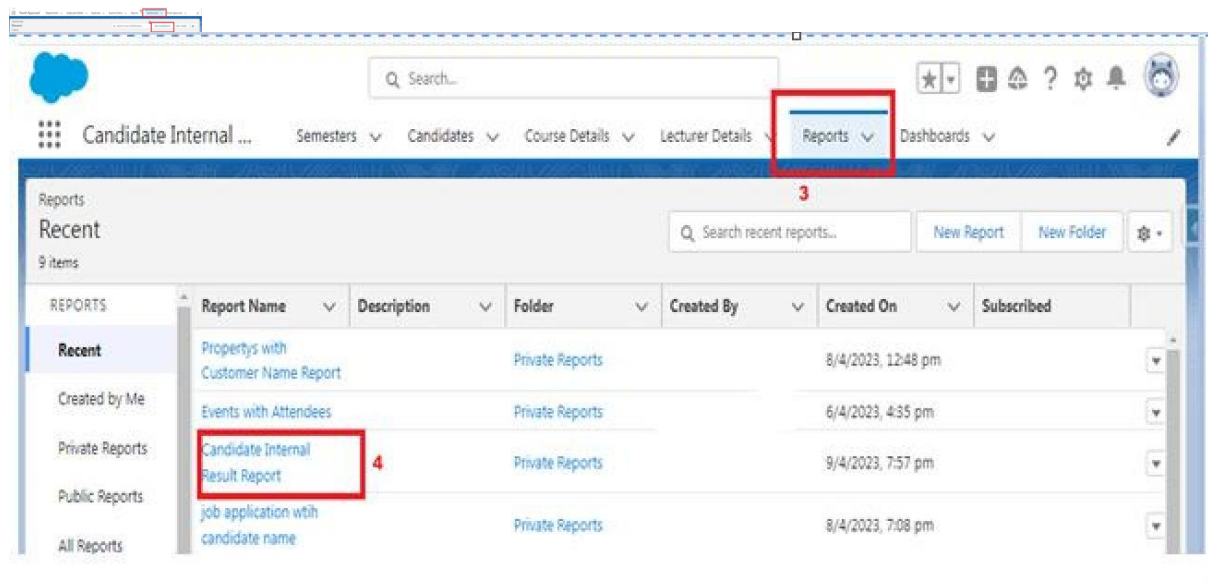 Search...
Candidate Internal ... Semesters Candidates Course Details Lecturer Details Reports Dashboards
3
Reports
Recent
9 items
Search recent reports...
New Report
New Folder
REPORTS
Recent
Created by Me
Private Reports
Public Reports
All Reports
Report Name Description Folder Created By Created On Subscribed
Propertys with
Customer Name Report
Private Reports
8/4/2023, 12:48 pm
Events with Attendees
Private Reports
6/4/2023, 4:35 pm
Candidate Internal
Result Report
4
Private Reports
9/4/2023, 7:57 pm
job application wtih
candidate name
Private Reports
8/4/2023, 7:08 pm